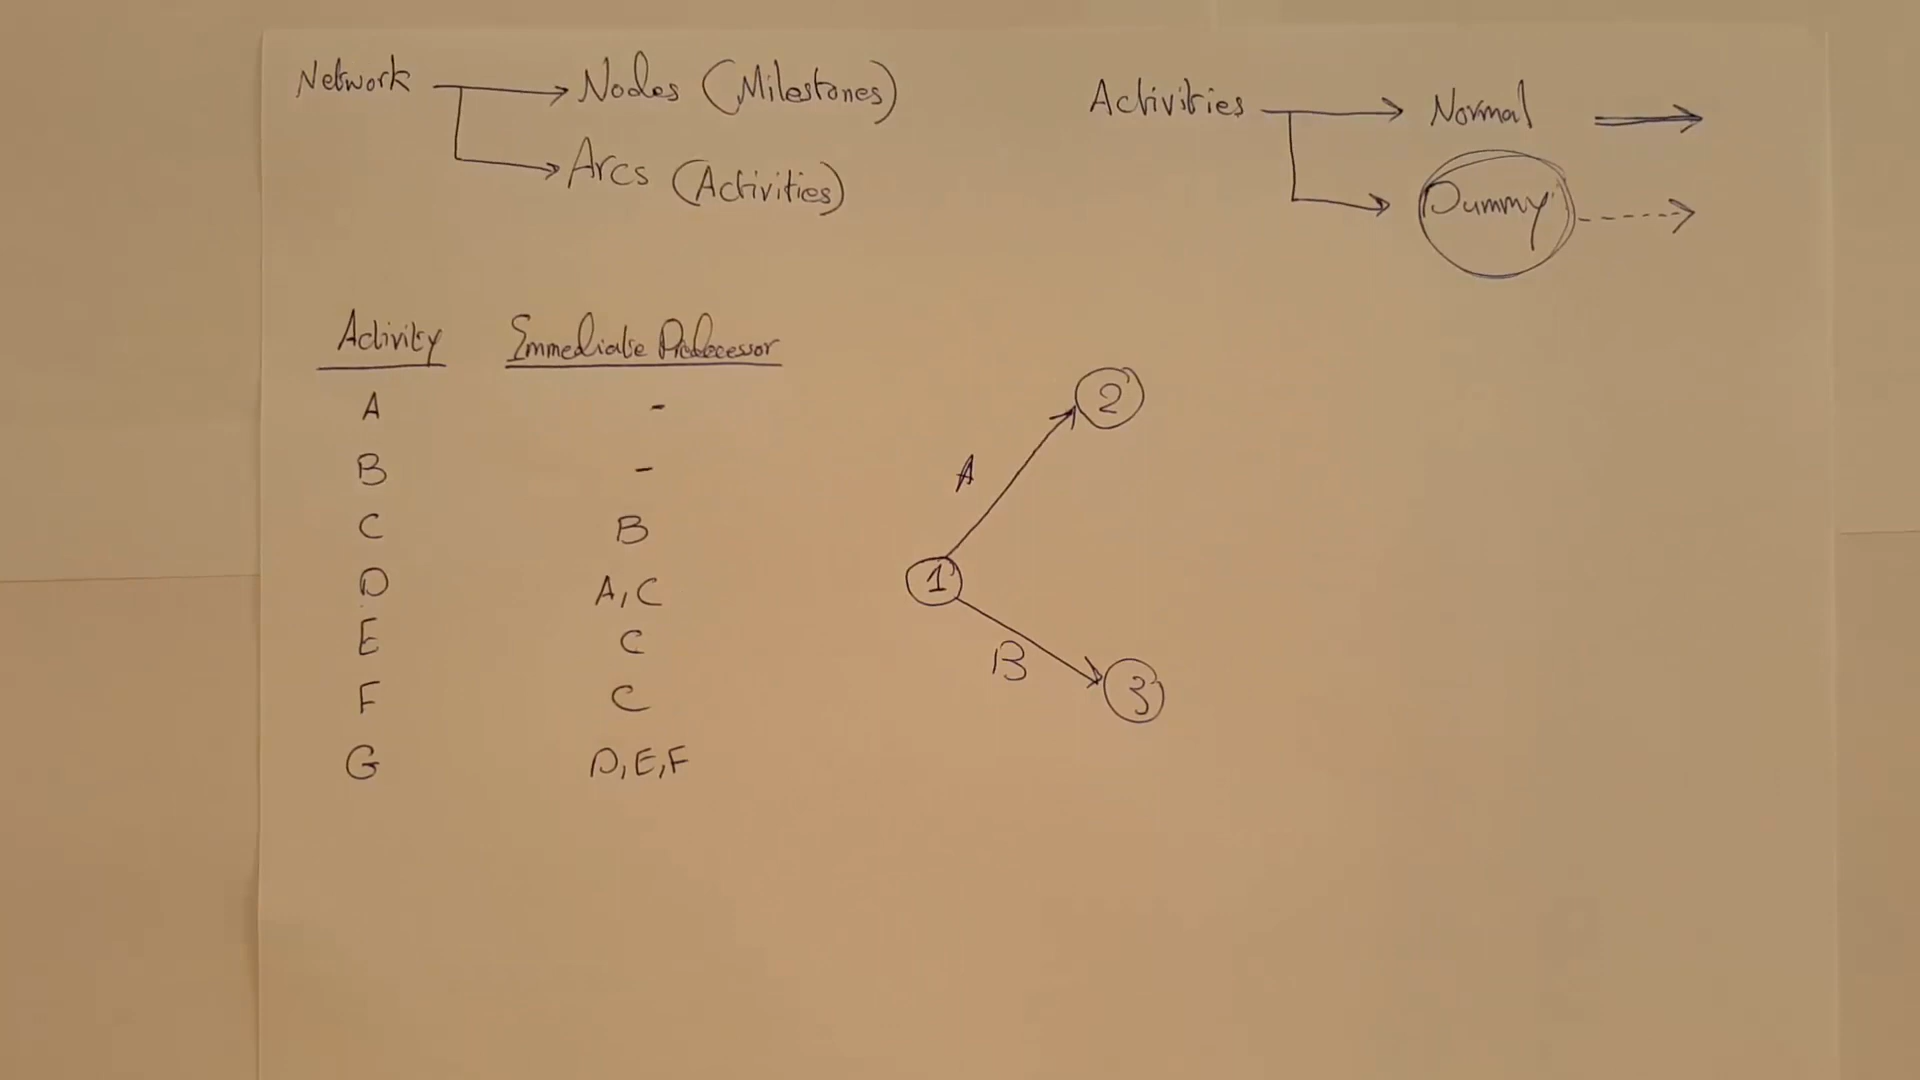 Network Nodes (Milestones)
Arcs (Activities)
Activities Normal
Dummy
Activity Immediate Predecessor
A -
B -
C B
D A,C
E C
F C
G D,E,F
2
A
1
B
3